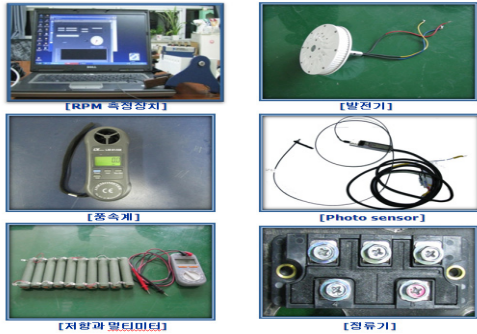 [RPM 측정장치]
[발전기]
[풍속계]
[Photo sensor]
[저항과 멀티미터]
[정류기]